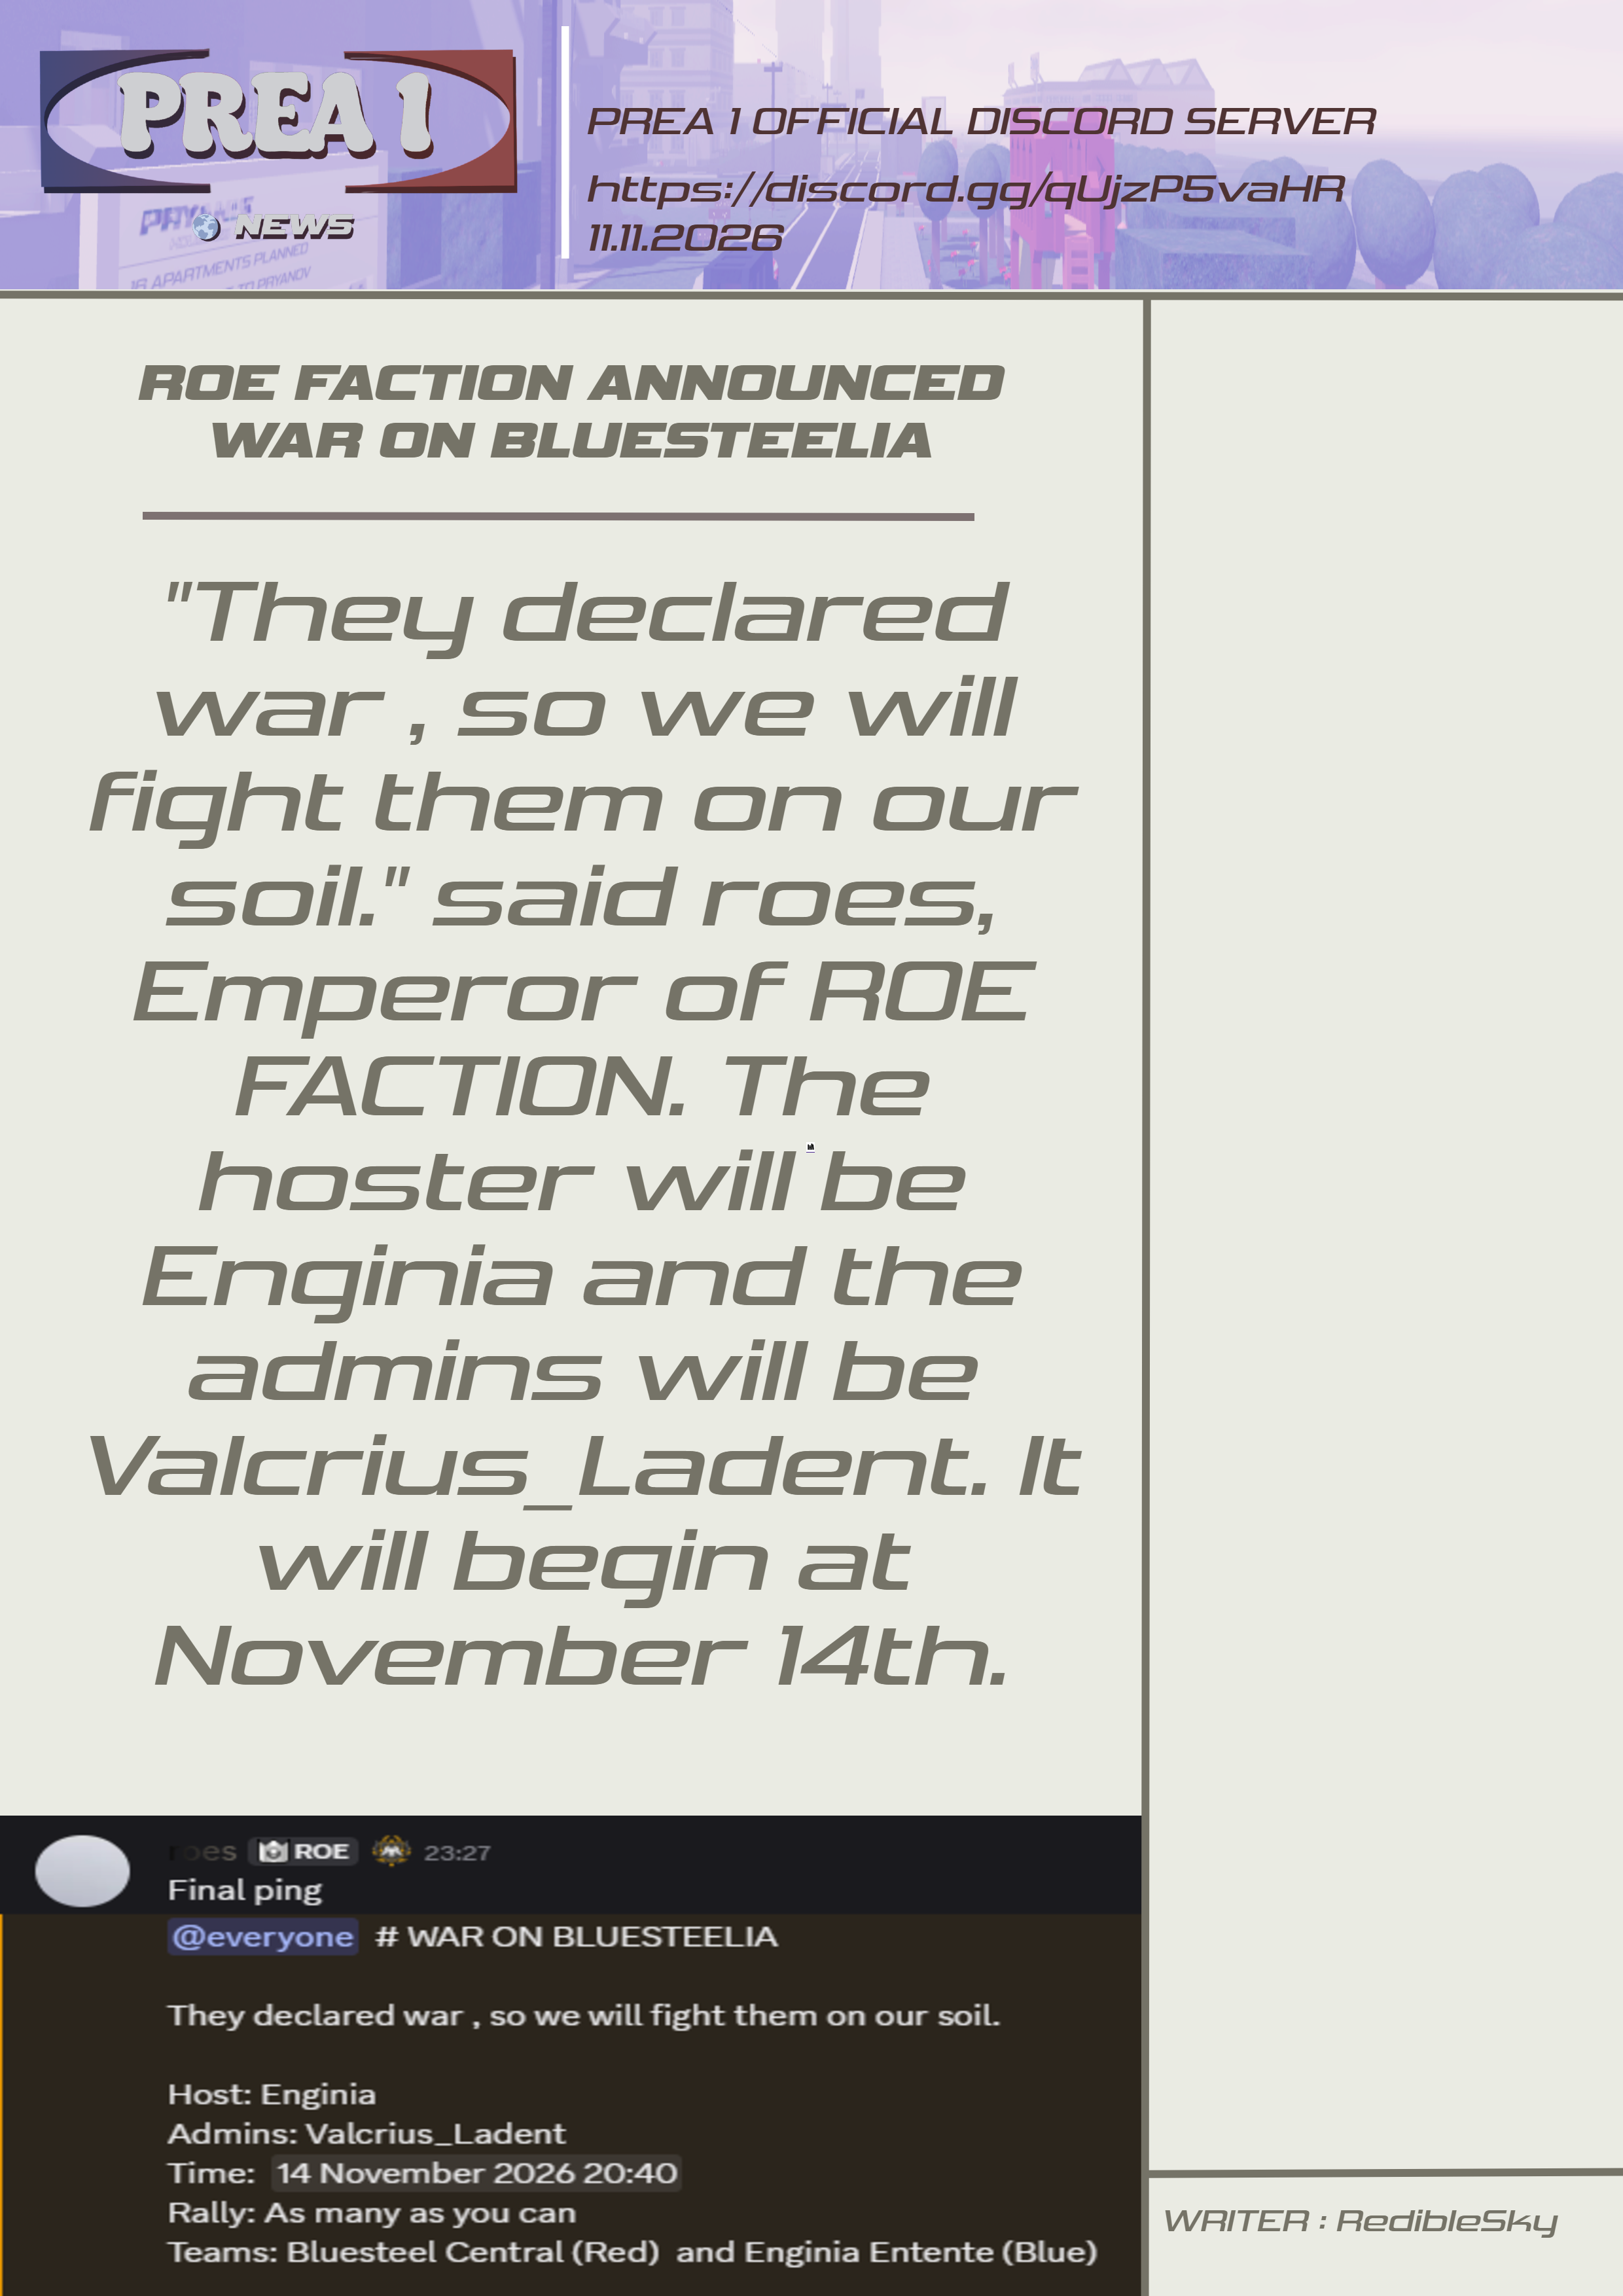 PREA 1
NEWS
PREA 1 OFFICIAL DISCORD SERVER
https://discord.gg/qUjzP5vaHR
11.11.2026
APARTMENTS PLANNED
TO PRYANOV
ROE FACTION ANNOUNCED
WAR ON BLUESTEELIA
"They declared
war , so we will
fight them on our
soil." said roes,
Emperor of ROE
FACTION. The
hoster will be
Enginia and the
admins will be
Valcrius_Ladent. It
will begin at
November 14th.
roes ROE 23:27
Final ping
@everyone # WAR ON BLUESTEELIA
They declared war , so we will fight them on our soil.
Host: Enginia
Admins: Valcrius_Ladent
Time: 14 November 2026 20:40
Rally: As many as you can
Teams: Bluesteel Central (Red) and Enginia Entente (Blue)
WRITER : RedibleSky